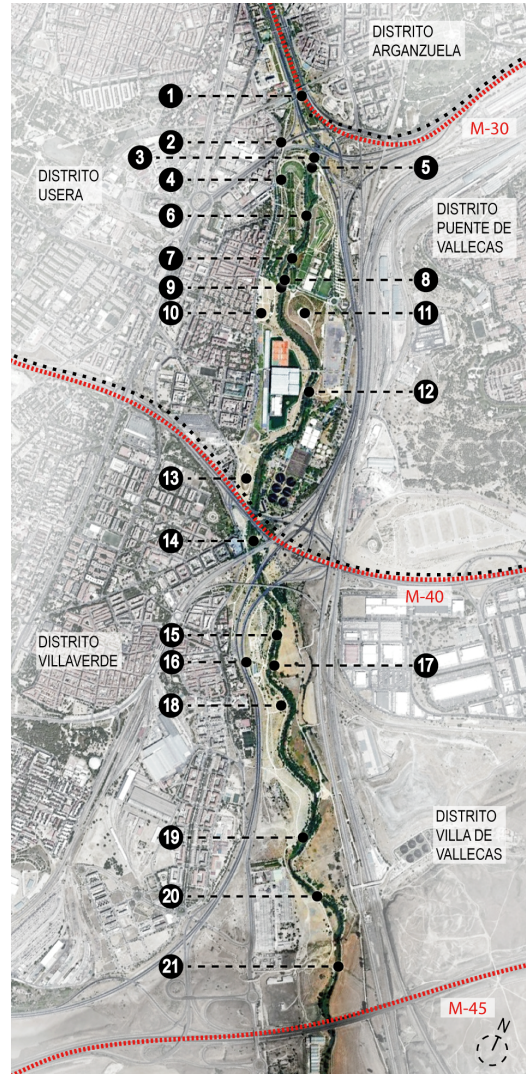 DISTRITO
ARGANZUELA
1
M-30
2
3
5
4
DISTRITO
USERA
6
DISTRITO
PUENTE DE
VALLECAS
7
8
9
10
11
12
13
14
M-40
15
DISTRITO
VILLAVERDE
16
17
18
DISTRITO
VILLA DE
VALLECAS
19
20
21
M-45
N